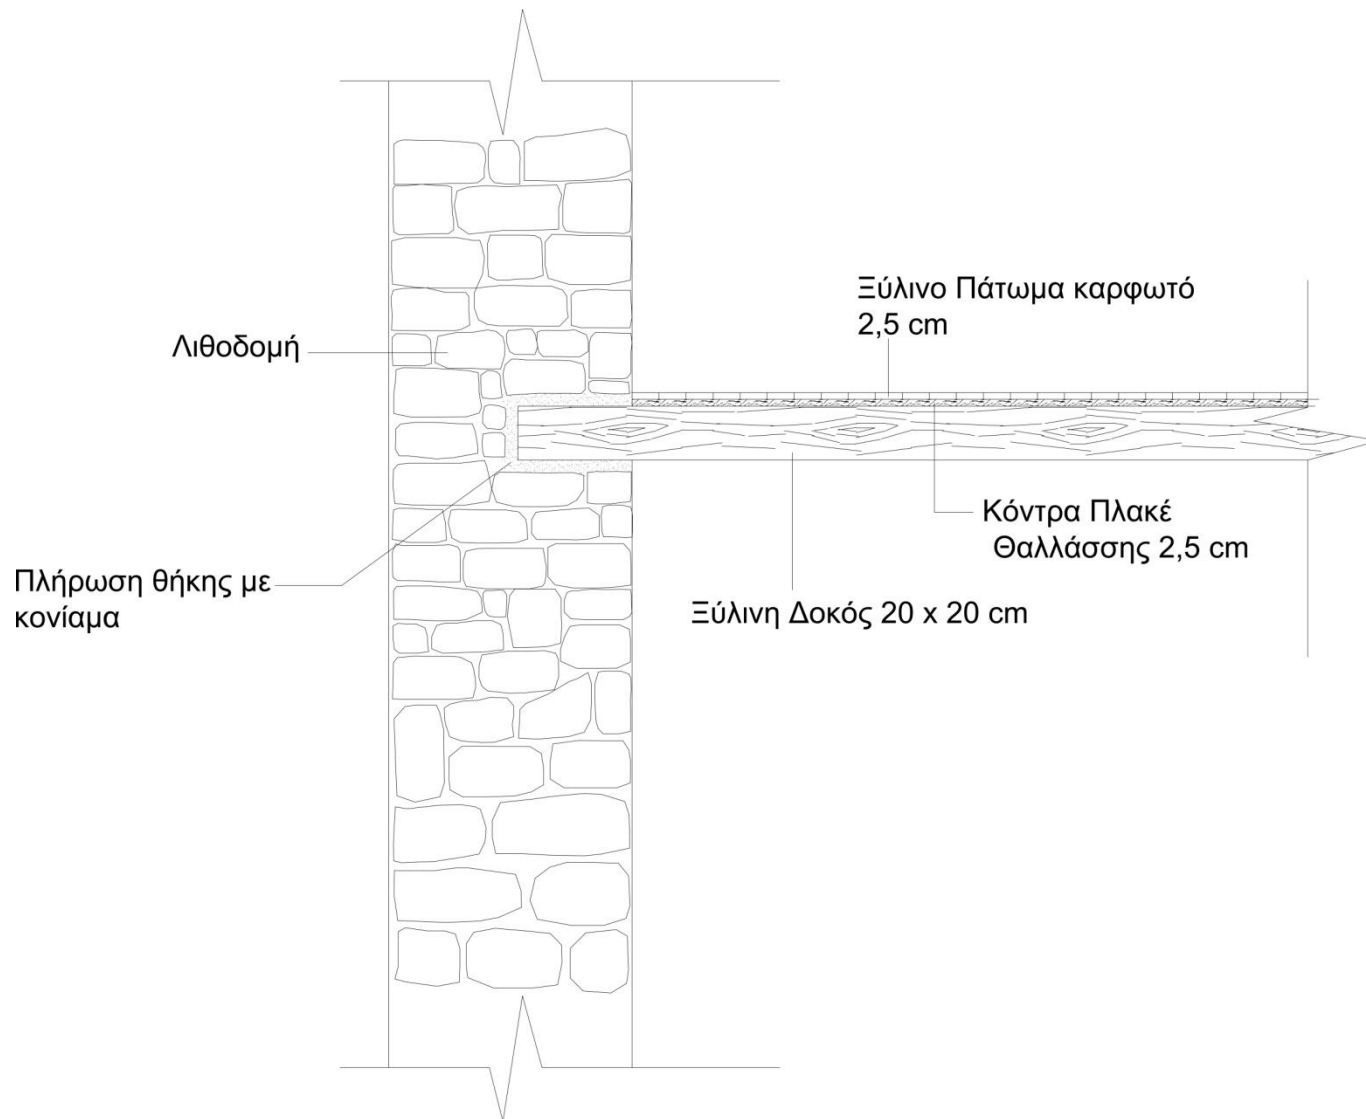 Ξύλινο Πάτωμα καρφωτό
2,5 cm
Λιθοδομή
Κόντρα Πλακέ
Θαλλάσσης 2,5 cm
Πλήρωση θήκης με
κονίαμα
Ξύλινη Δοκός 20 x 20 cm